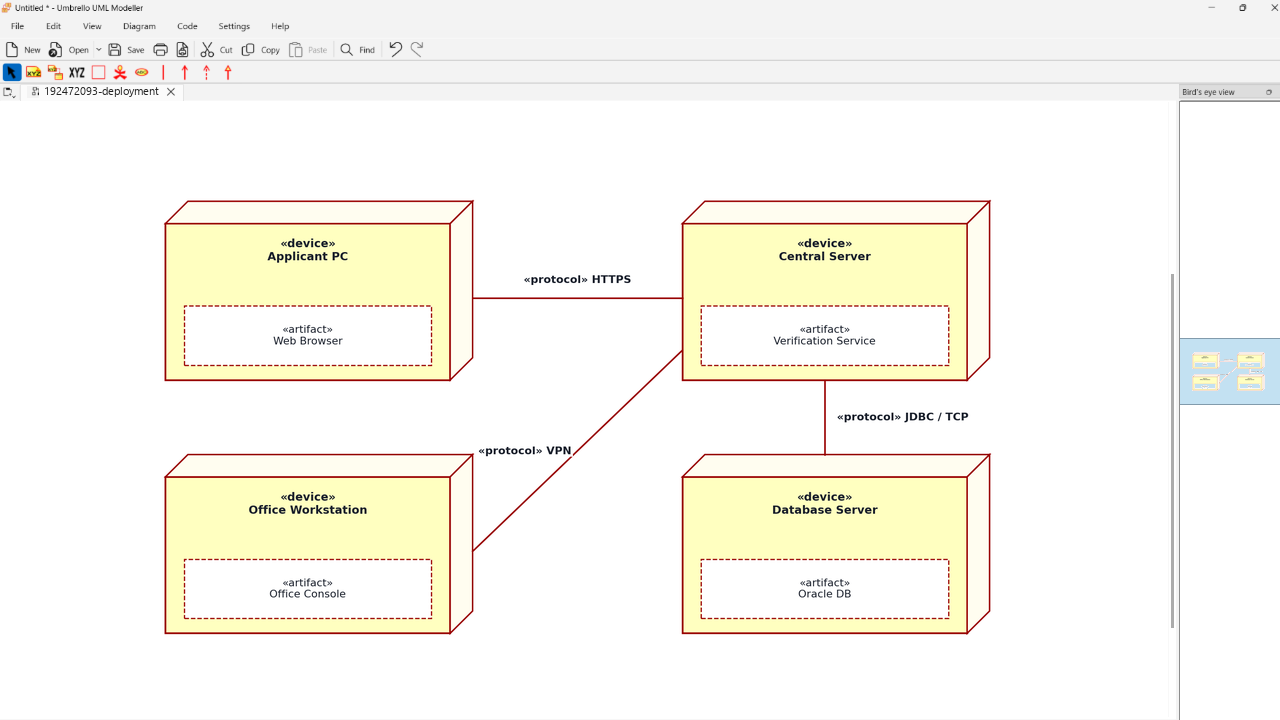 Untitled * - Umbrello UML Modeller
File Edit View Diagram Code Settings Help
New Open Save Cut Copy Paste Find
XYZ XYZ ABC
192472093-deployment
Bird's eye view
«device»
Applicant PC
«artifact»
Web Browser
«protocol» HTTPS
«device»
Central Server
«artifact»
Verification Service
«protocol» JDBC / TCP
«protocol» VPN
«device»
Office Workstation
«artifact»
Office Console
«device»
Database Server
«artifact»
Oracle DB